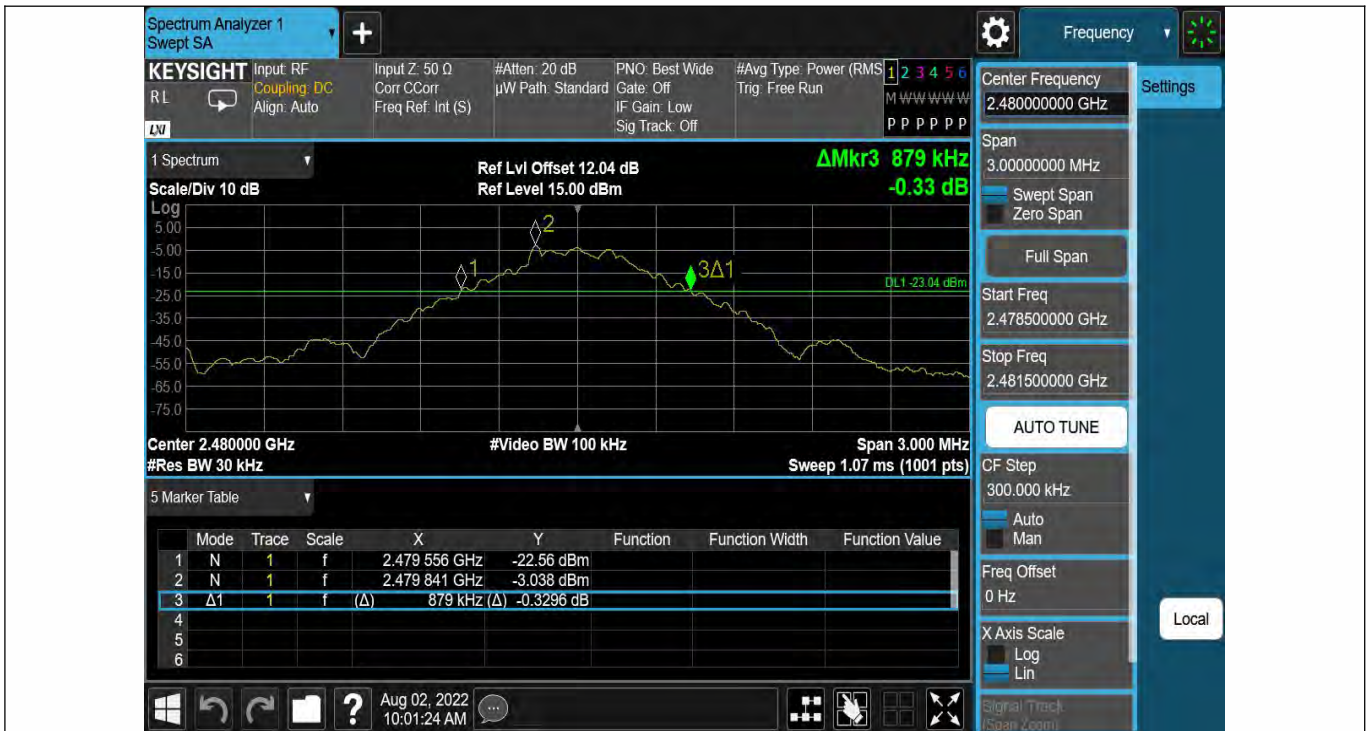 Spectrum Analyzer 1
Swept SA
Frequency
KEYSIGHT
RL
LXI
Input: RF
Coupling: DC
Align: Auto
Input Z: 50 Ω
Corr CCorr
Freq Ref: Int (S)
#Atten: 20 dB
µW Path: Standard
PNO: Best Wide
Gate: Off
IF Gain: Low
Sig Track: Off
#Avg Type: Power (RMS
Trig: Free Run
1 2 3 4 5 6
M W W W W W
P P P P P P
1 Spectrum
Scale/Div 10 dB
Ref Lvl Offset 12.04 dB
Ref Level 15.00 dBm
ΔMkr3 879 kHz
-0.33 dB
Log
5.00
-5.00
-15.0
-25.0
-35.0
-45.0
-55.0
-65.0
-75.0
2
1
3Δ1
DL1 -23.04 dBm
Center 2.480000 GHz
#Video BW 100 kHz
Span 3.000 MHz
#Res BW 30 kHz
Sweep 1.07 ms (1001 pts)
5 Marker Table
Mode Trace Scale X Y Function Function Width Function Value
1 N 1 f 2.479 556 GHz -22.56 dBm
2 N 1 f 2.479 841 GHz -3.038 dBm
3 Δ1 1 f (Δ) 879 kHz (Δ) -0.3296 dB
4
5
6
?
Aug 02, 2022
10:01:24 AM
Center Frequency
2.480000000 GHz
Settings
Span
3.00000000 MHz
Swept Span
Zero Span
Full Span
Start Freq
2.478500000 GHz
Stop Freq
2.481500000 GHz
AUTO TUNE
CF Step
300.000 kHz
Auto
Man
Freq Offset
0 Hz
X Axis Scale
Log
Lin
Local
Signal Track
(Span Zoom)